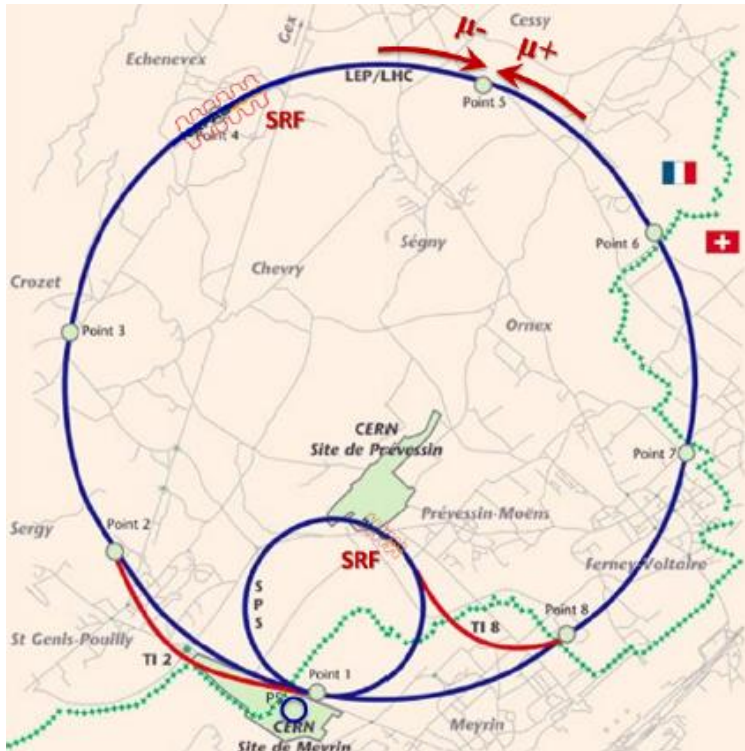 Cessy
μ-
μ+
Gex
Echenevex
LEP/LHC
Point 5
SRF
Point 4
Point 6
Ségny
Chevry
Crozet
Point 3
Ornex
CERN
Site de Prévessin
Point 7
Prévessin-Moëns
Sergy
Point 2
SRF
Ferney-Voltaire
S
P
S
Point 8
St Genis-Pouilly
TI 8
TI 2
Point 1
PS
CERN
Meyrin
Site de Meyrin